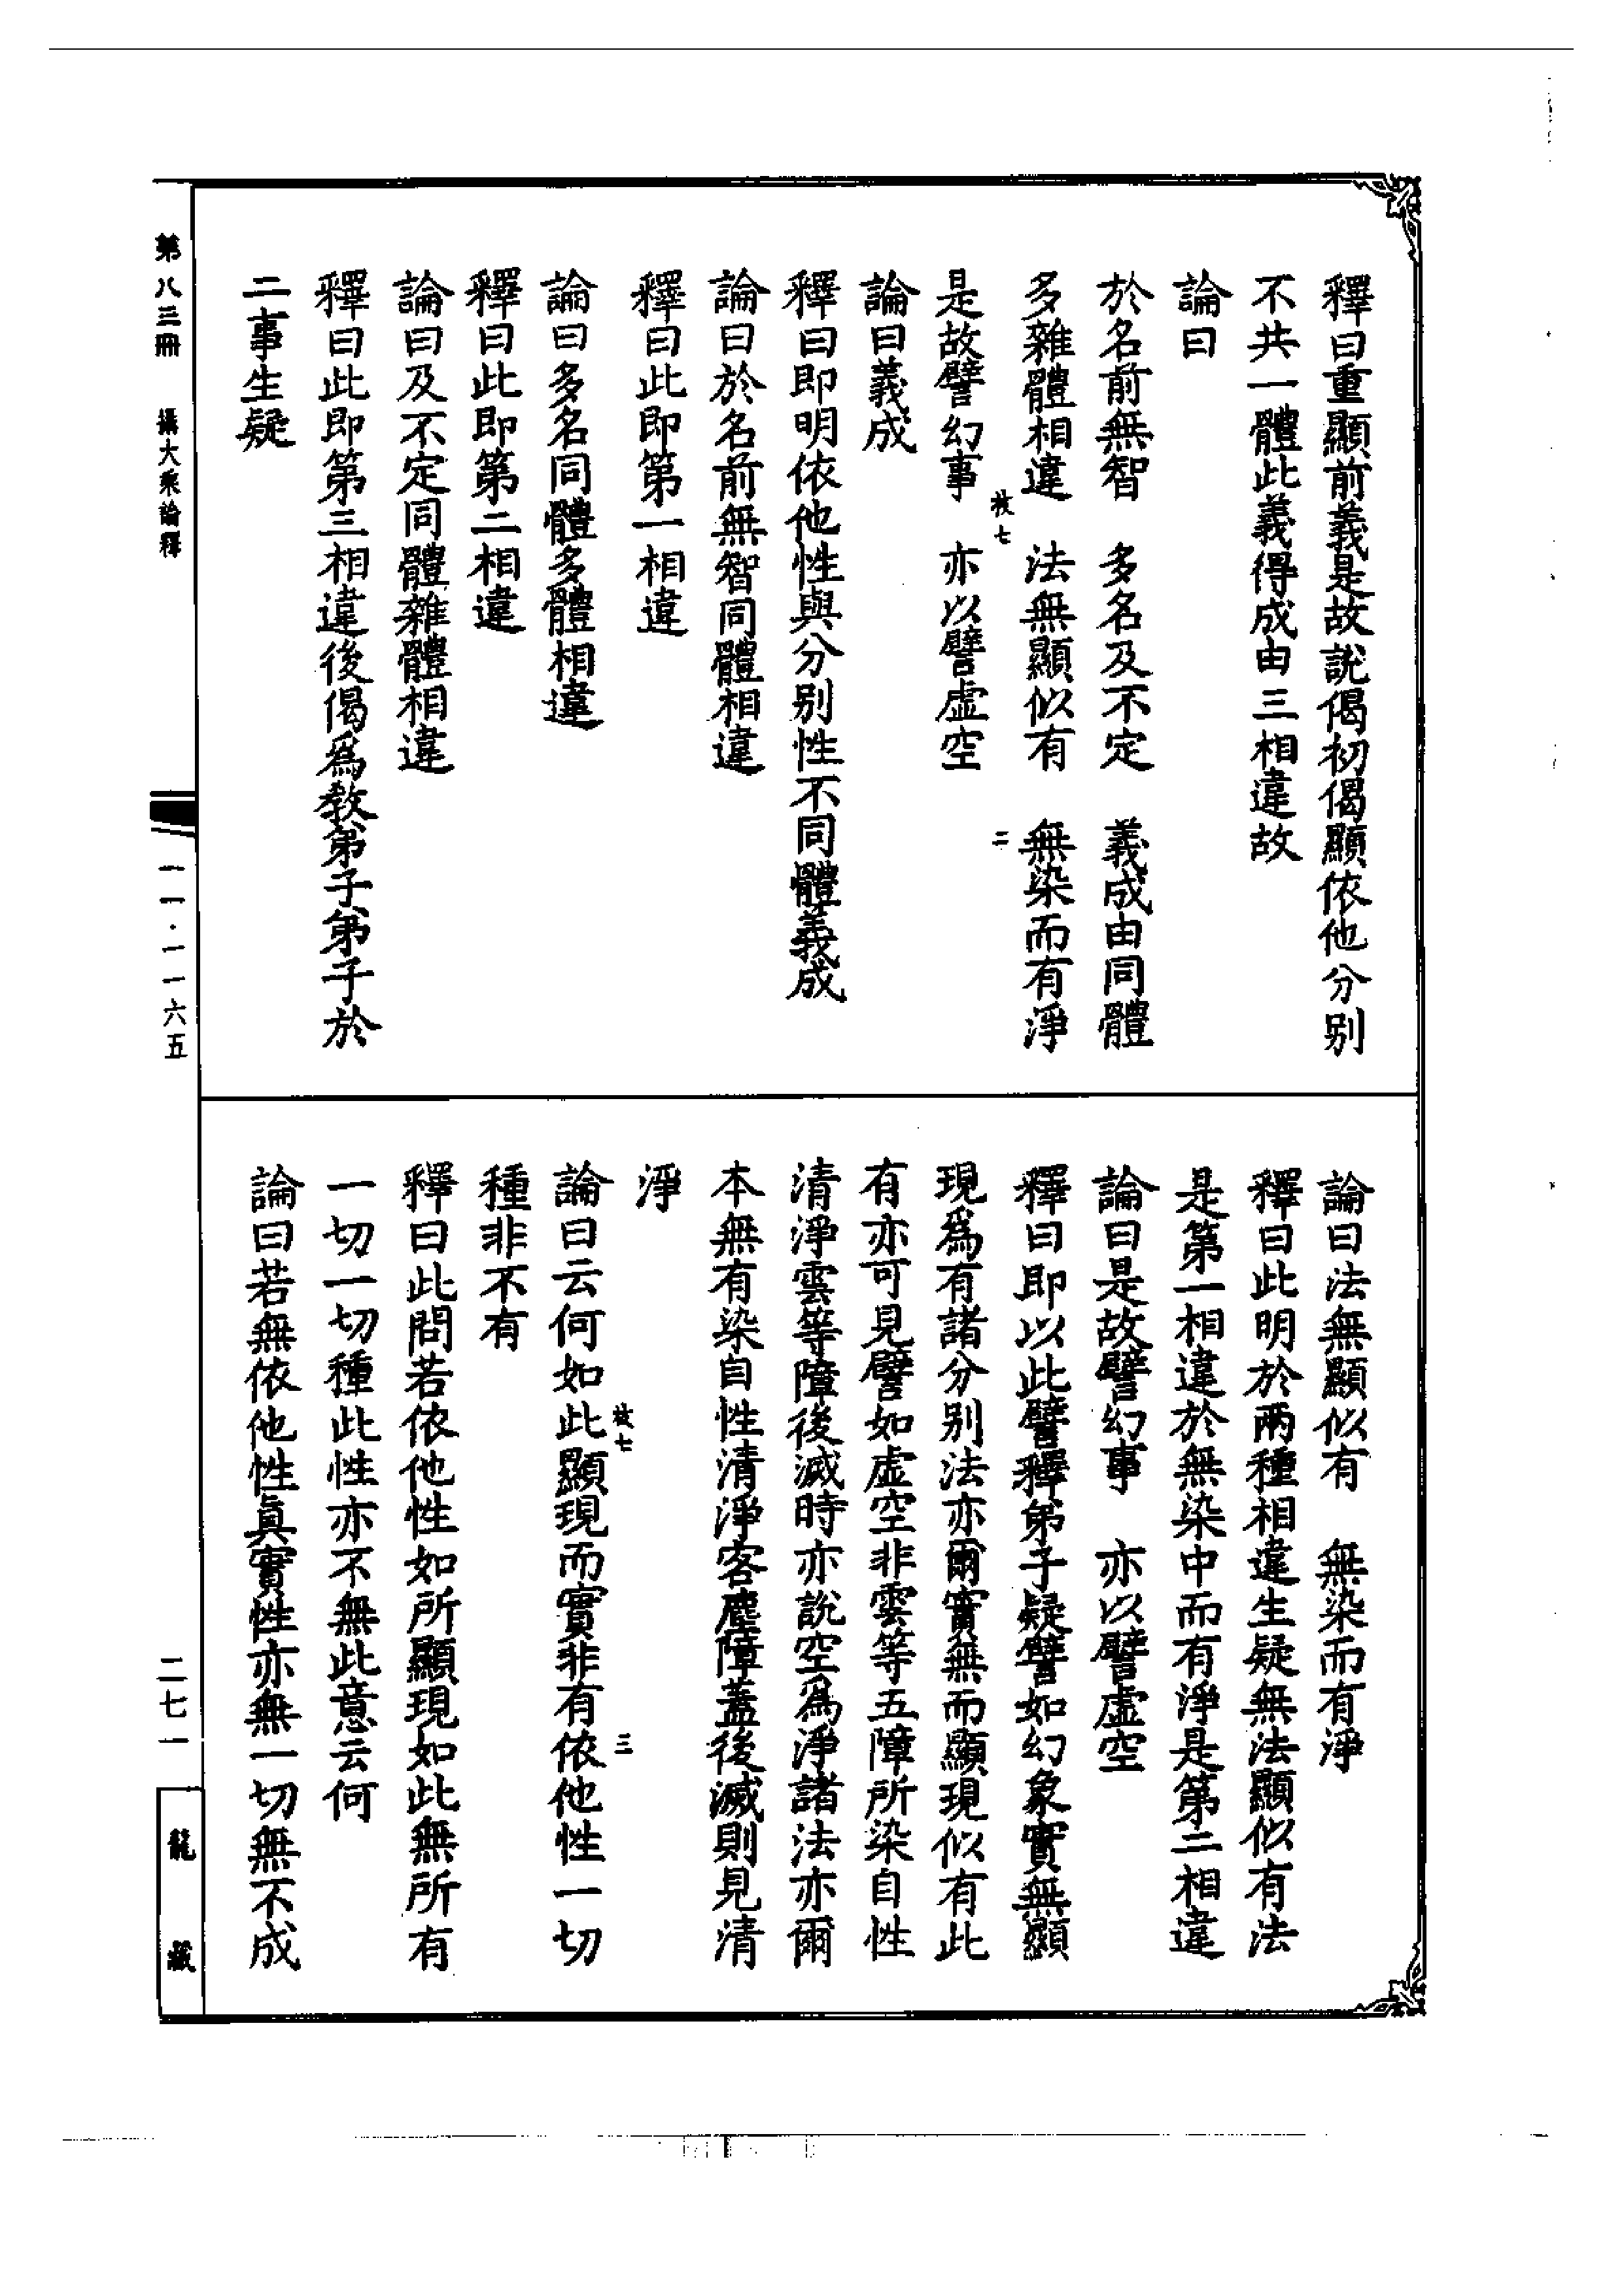 釋曰重顯前義是故說偈初偈顯依他分别
不共一體此義得成由三相違故
論曰
於名前無智　多名及不定　義成由同體
多雜體相違　法無顯似有　無染而有淨
枝七　二
是故譬幻事　亦以譬虛空
論曰義成
釋曰即明依他性與分别性不同體義成
論曰於名前無智同體相違
釋曰此即第一相違
論曰多名同體多體相違
釋曰此即第二相違
論曰及不定同體雜體相違
釋曰此即第三相違後偈爲教弟子弟子於
二事生疑
論曰法無顯似有　無染而有淨
釋曰此明於兩種相違生疑無法顯似有法
是第一相違於無染中而有淨是第二相違
論曰是故譬幻事　亦以譬虛空
釋曰即以此譬釋弟子疑譬如幻象實無顯
現爲有諸分别法亦爾實無而顯現似有此
有亦可見譬如虛空非雲等五障所染自性
清淨雲等障後滅時亦說空爲淨諸法亦爾
本無有染自性清淨客塵障蓋後滅則見清
淨
枝七　三
論曰云何如此顯現而實非有依他性一切
種非不有
釋曰此問若依他性如所顯現如此無所有
一切一切種此性亦不無此意云何
論曰若無依他性眞實性亦無一切無不成
第八三冊　攝大乘論釋
一一·一一六五
二七一
龍藏